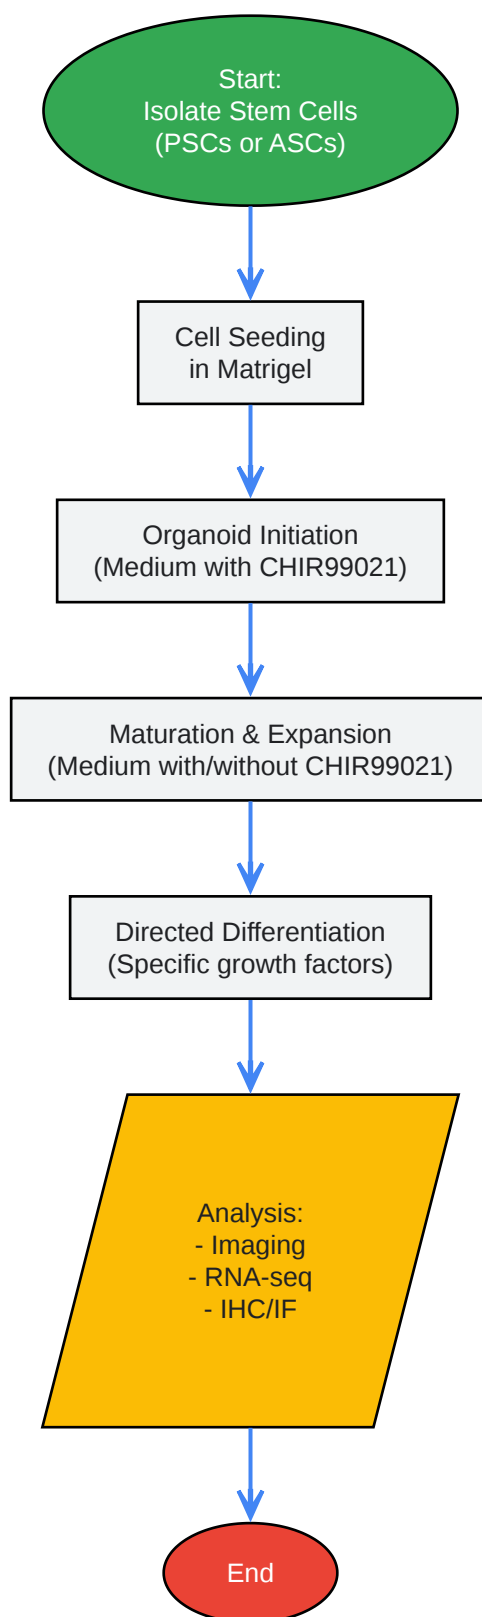 Start:
Isolate Stem Cells
(PSCs or ASCs)
Cell Seeding
in Matrigel
Organoid Initiation
(Medium with CHIR99021)
Maturation & Expansion
(Medium with/without CHIR99021)
Directed Differentiation
(Specific growth factors)
Analysis:
- Imaging
- RNA-seq
- IHC/IF
End